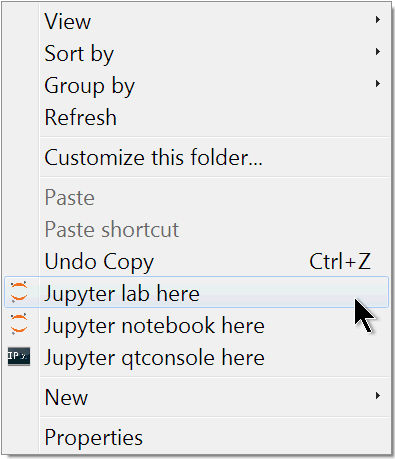 View
Sort by
Group by
Refresh
Customize this folder...
Paste
Paste shortcut
Undo Copy Ctrl+Z
Jupyter lab here
Jupyter notebook here
IPy Jupyter qtconsole here
New
Properties